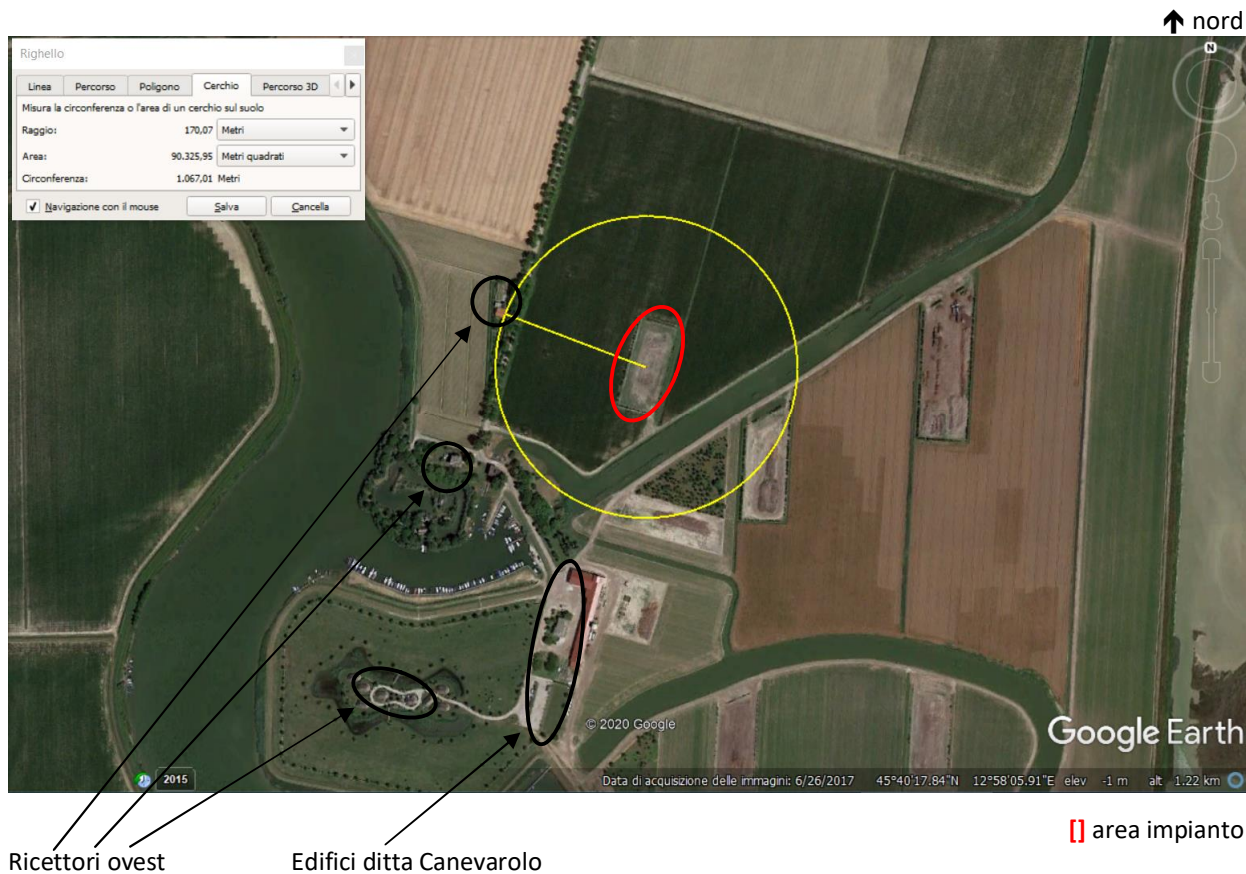 nord
Righello
Linea Percorso Poligono Cerchio Percorso 3D
Misura la circonferenza o l'area di un cerchio sul suolo
Raggio: 170,07 Metri
Area: 90.325,95 Metri quadrati
Circonferenza: 1.067,01 Metri
Navigazione con il mouse Salva Cancella
N
© 2020 Google
Google Earth
2015
Data di acquisizione delle immagini: 6/26/2017 45°40'17.84"N 12°58'05.91"E elev -1 m alt 1.22 km
[] area impianto
Ricettori ovest Edifici ditta Canevarolo